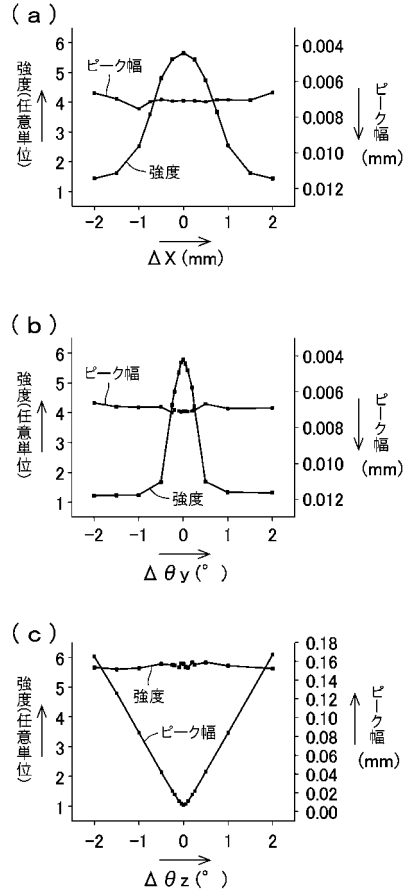 (a)
強度(任意単位)
6
5
4
3
2
1
ピーク幅
強度
0.004
0.006
0.008
0.010
0.012
ピーク幅
(mm)
-2 -1 0 1 2
ΔX(mm)
(b)
強度(任意単位)
6
5
4
3
2
1
ピーク幅
強度
0.004
0.006
0.008
0.010
0.012
ピーク幅
(mm)
-2 -1 0 1 2
Δθy(°)
(c)
強度(任意単位)
6
5
4
3
2
1
強度
ピーク幅
0.18
0.16
0.14
0.12
0.10
0.08
0.06
0.04
0.02
0.00
ピーク幅
(mm)
-2 -1 0 1 2
Δθz(°)